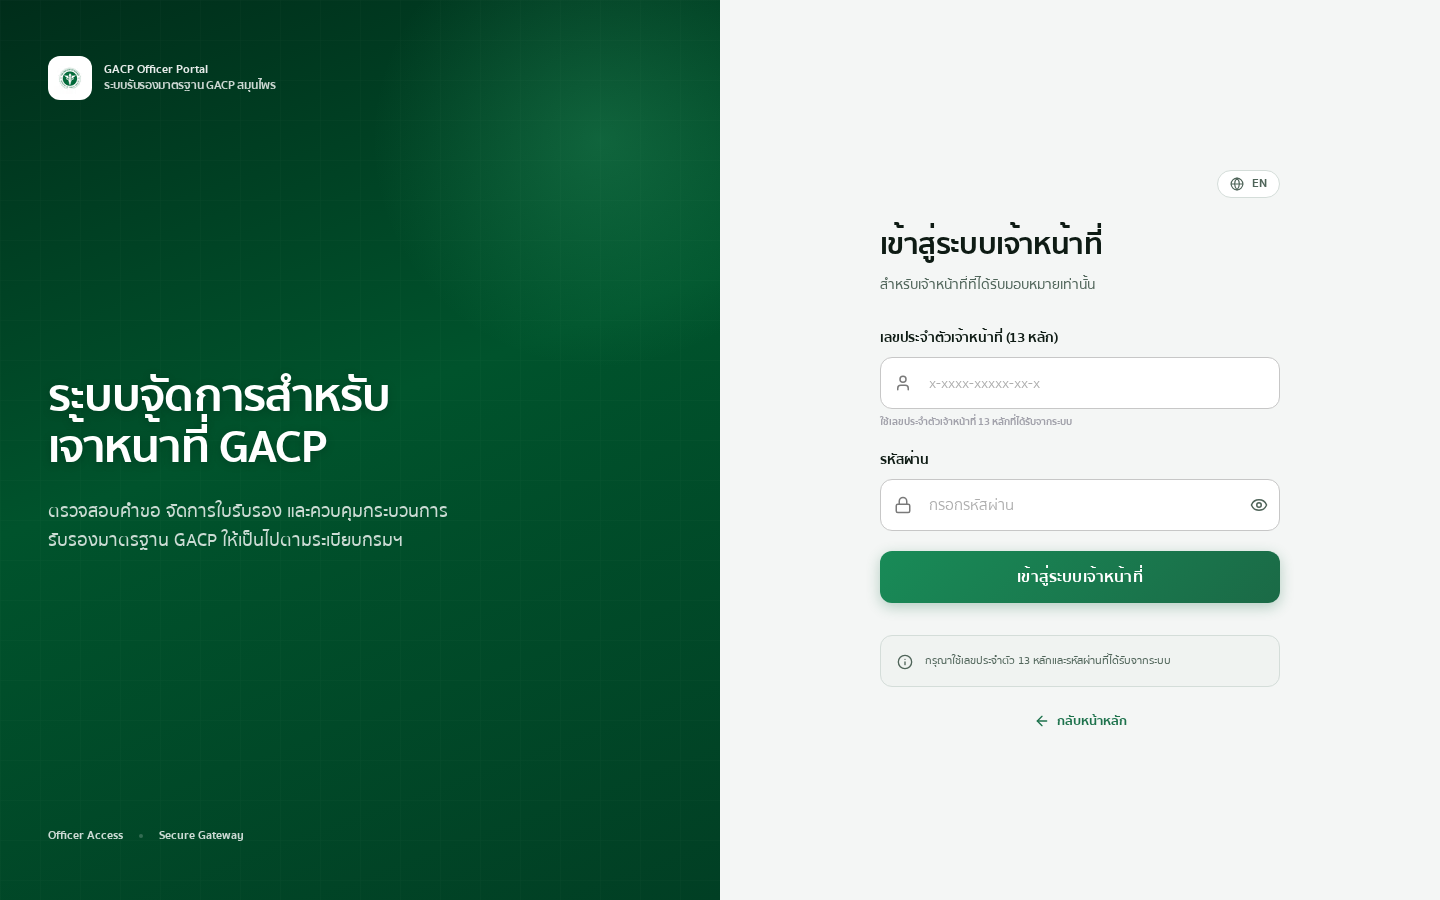 GACP Officer Portal
ระบบรับรองมาตรฐาน GACP สมุนไพร
ระบบจัดการสำหรับ
เจ้าหน้าที่ GACP
ตรวจสอบคำขอ จัดการใบรับรอง และควบคุมกระบวนการ
รับรองมาตรฐาน GACP ให้เป็นไปตามระเบียบกรมฯ
Officer Access • Secure Gateway
EN
เข้าสู่ระบบเจ้าหน้าที่
สำหรับเจ้าหน้าที่ที่ได้รับมอบหมายเท่านั้น
เลขประจำตัวเจ้าหน้าที่ (13 หลัก)
x-xxxx-xxxxx-xx-x
ใช้เลขประจำตัวเจ้าหน้าที่ 13 หลักที่ได้รับจากระบบ
รหัสผ่าน
กรอกรหัสผ่าน
เข้าสู่ระบบเจ้าหน้าที่
กรุณาใช้เลขประจำตัว 13 หลักและรหัสผ่านที่ได้รับจากระบบ
กลับหน้าหลัก